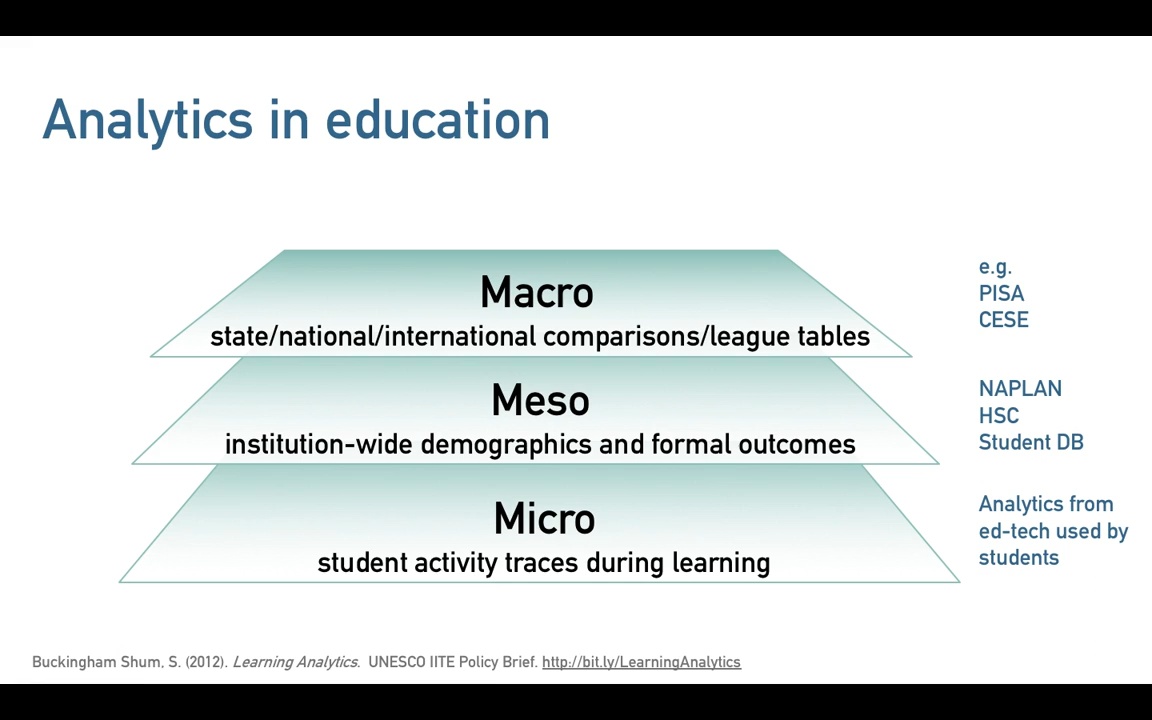 Analytics in education
Macro
state/national/international comparisons/league tables
e.g.
PISA
CESE
Meso
institution-wide demographics and formal outcomes
NAPLAN
HSC
Student DB
Micro
student activity traces during learning
Analytics from
ed-tech used by
students
Buckingham Shum, S. (2012). Learning Analytics. UNESCO IITE Policy Brief. http://bit.ly/LearningAnalytics